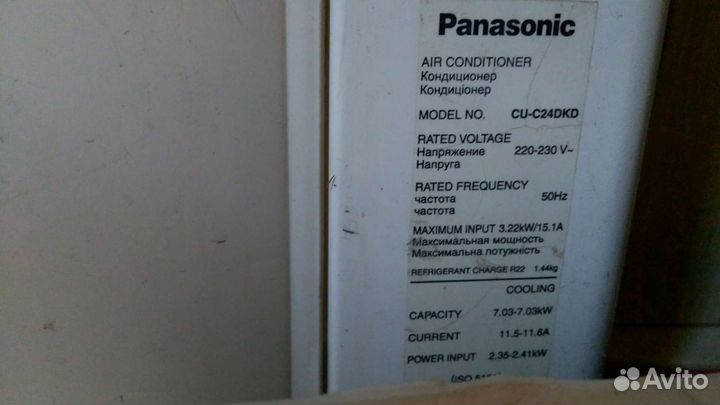 Panasonic
AIR CONDITIONER
Кондиционер
Кондиціонер
MODEL NO. CU-C24DKD
RATED VOLTAGE
Напряжение 220-230 V~
Напруга
RATED FREQUENCY
частота 50Hz
частота
MAXIMUM INPUT 3.22kW/15.1A
Максимальная мощность
Максимальна потужність
REFRIGERANT CHARGE R22 1.44kg
COOLING
CAPACITY 7.03-7.03kW
CURRENT 11.5-11.6A
POWER INPUT 2.35-2.41kW
(ISO
Avito